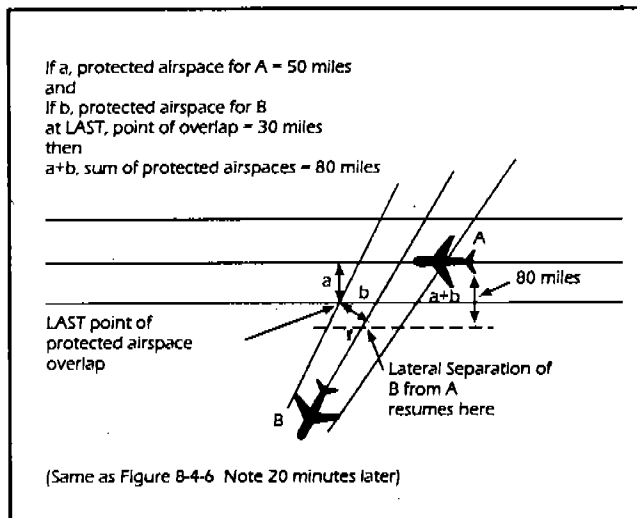 If a, protected airspace for A = 50 miles
and
If b, protected airspace for B
at LAST, point of overlap = 30 miles
then
a+b, sum of protected airspaces = 80 miles
A
a
b
a+b
80 miles
LAST point of
protected airspace
overlap
r
Lateral Separation of
B from A
resumes here
B
(Same as Figure 8-4-6 Note 20 minutes later)